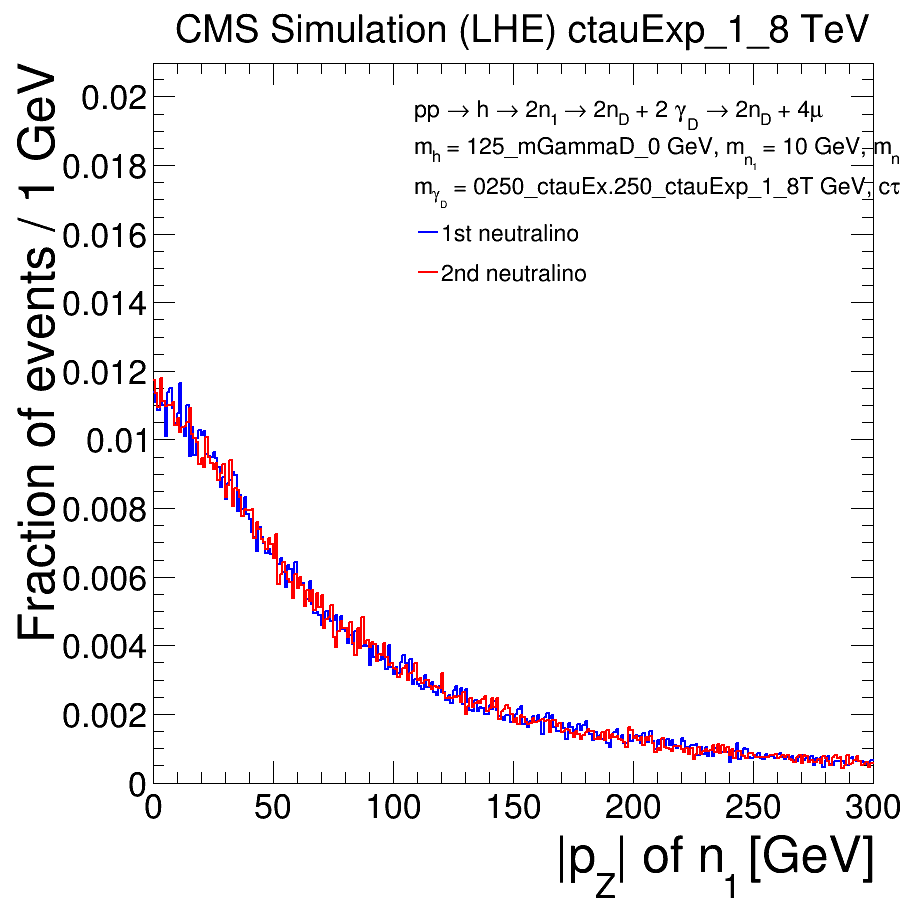 CMS Simulation (LHE) ctauExp_1_8 TeV
pp → h → 2n1 → 2nD + 2 γD → 2nD + 4μ
mh = 125_mGammaD_0 GeV, mn1 = 10 GeV, mn
mγD = 0250_ctauEx.250_ctauExp_1_8T GeV, cτ
1st neutralino
2nd neutralino
Fraction of events / 1 GeV
0.02
0.018
0.016
0.014
0.012
0.01
0.008
0.006
0.004
0.002
0
0 50 100 150 200 250 300
|pZ| of n1 [GeV]